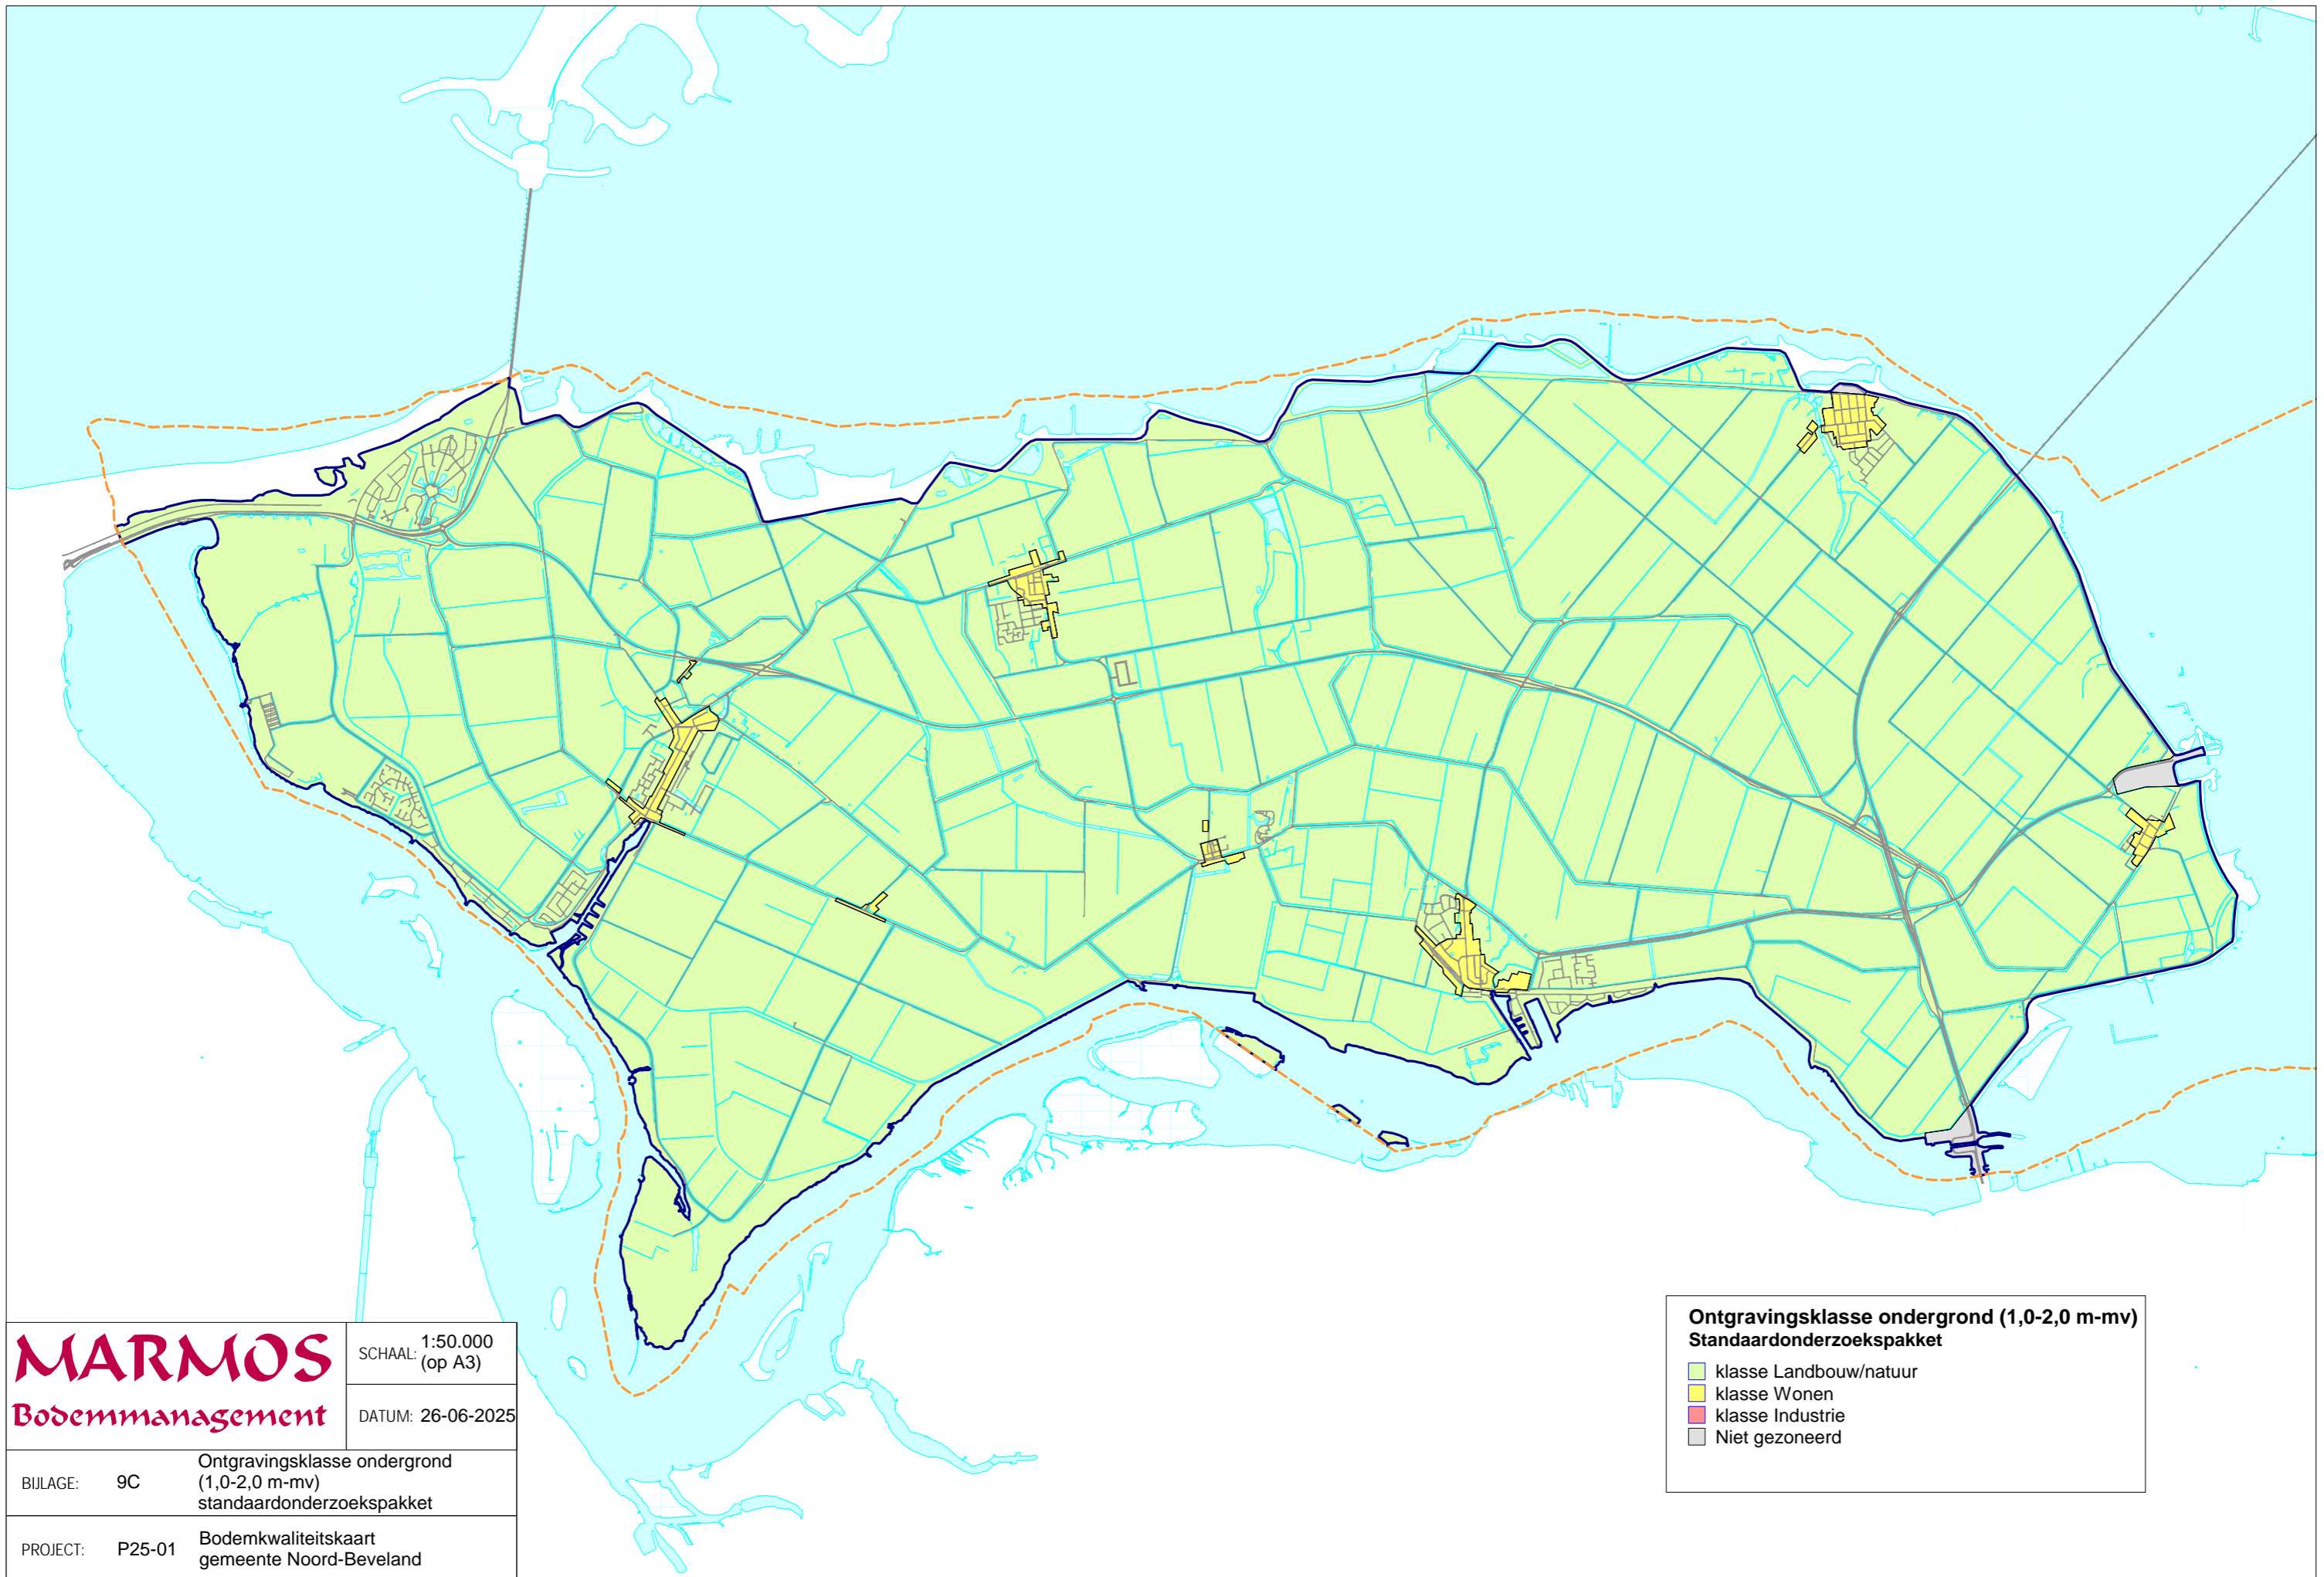 Ontgravingsklasse ondergrond (1,0-2,0 m-mv)
Standaardonderzoekspakket
klasse Landbouw/natuur
klasse Wonen
klasse Industrie
Niet gezoneerd
MARMOS
Bodemmanagement
SCHAAL: 1:50.000
(op A3)
DATUM: 26-06-2025
BIJLAGE: 9C Ontgravingsklasse ondergrond
(1,0-2,0 m-mv)
standaardonderzoekspakket
PROJECT: P25-01 Bodemkwaliteitskaart
gemeente Noord-Beveland